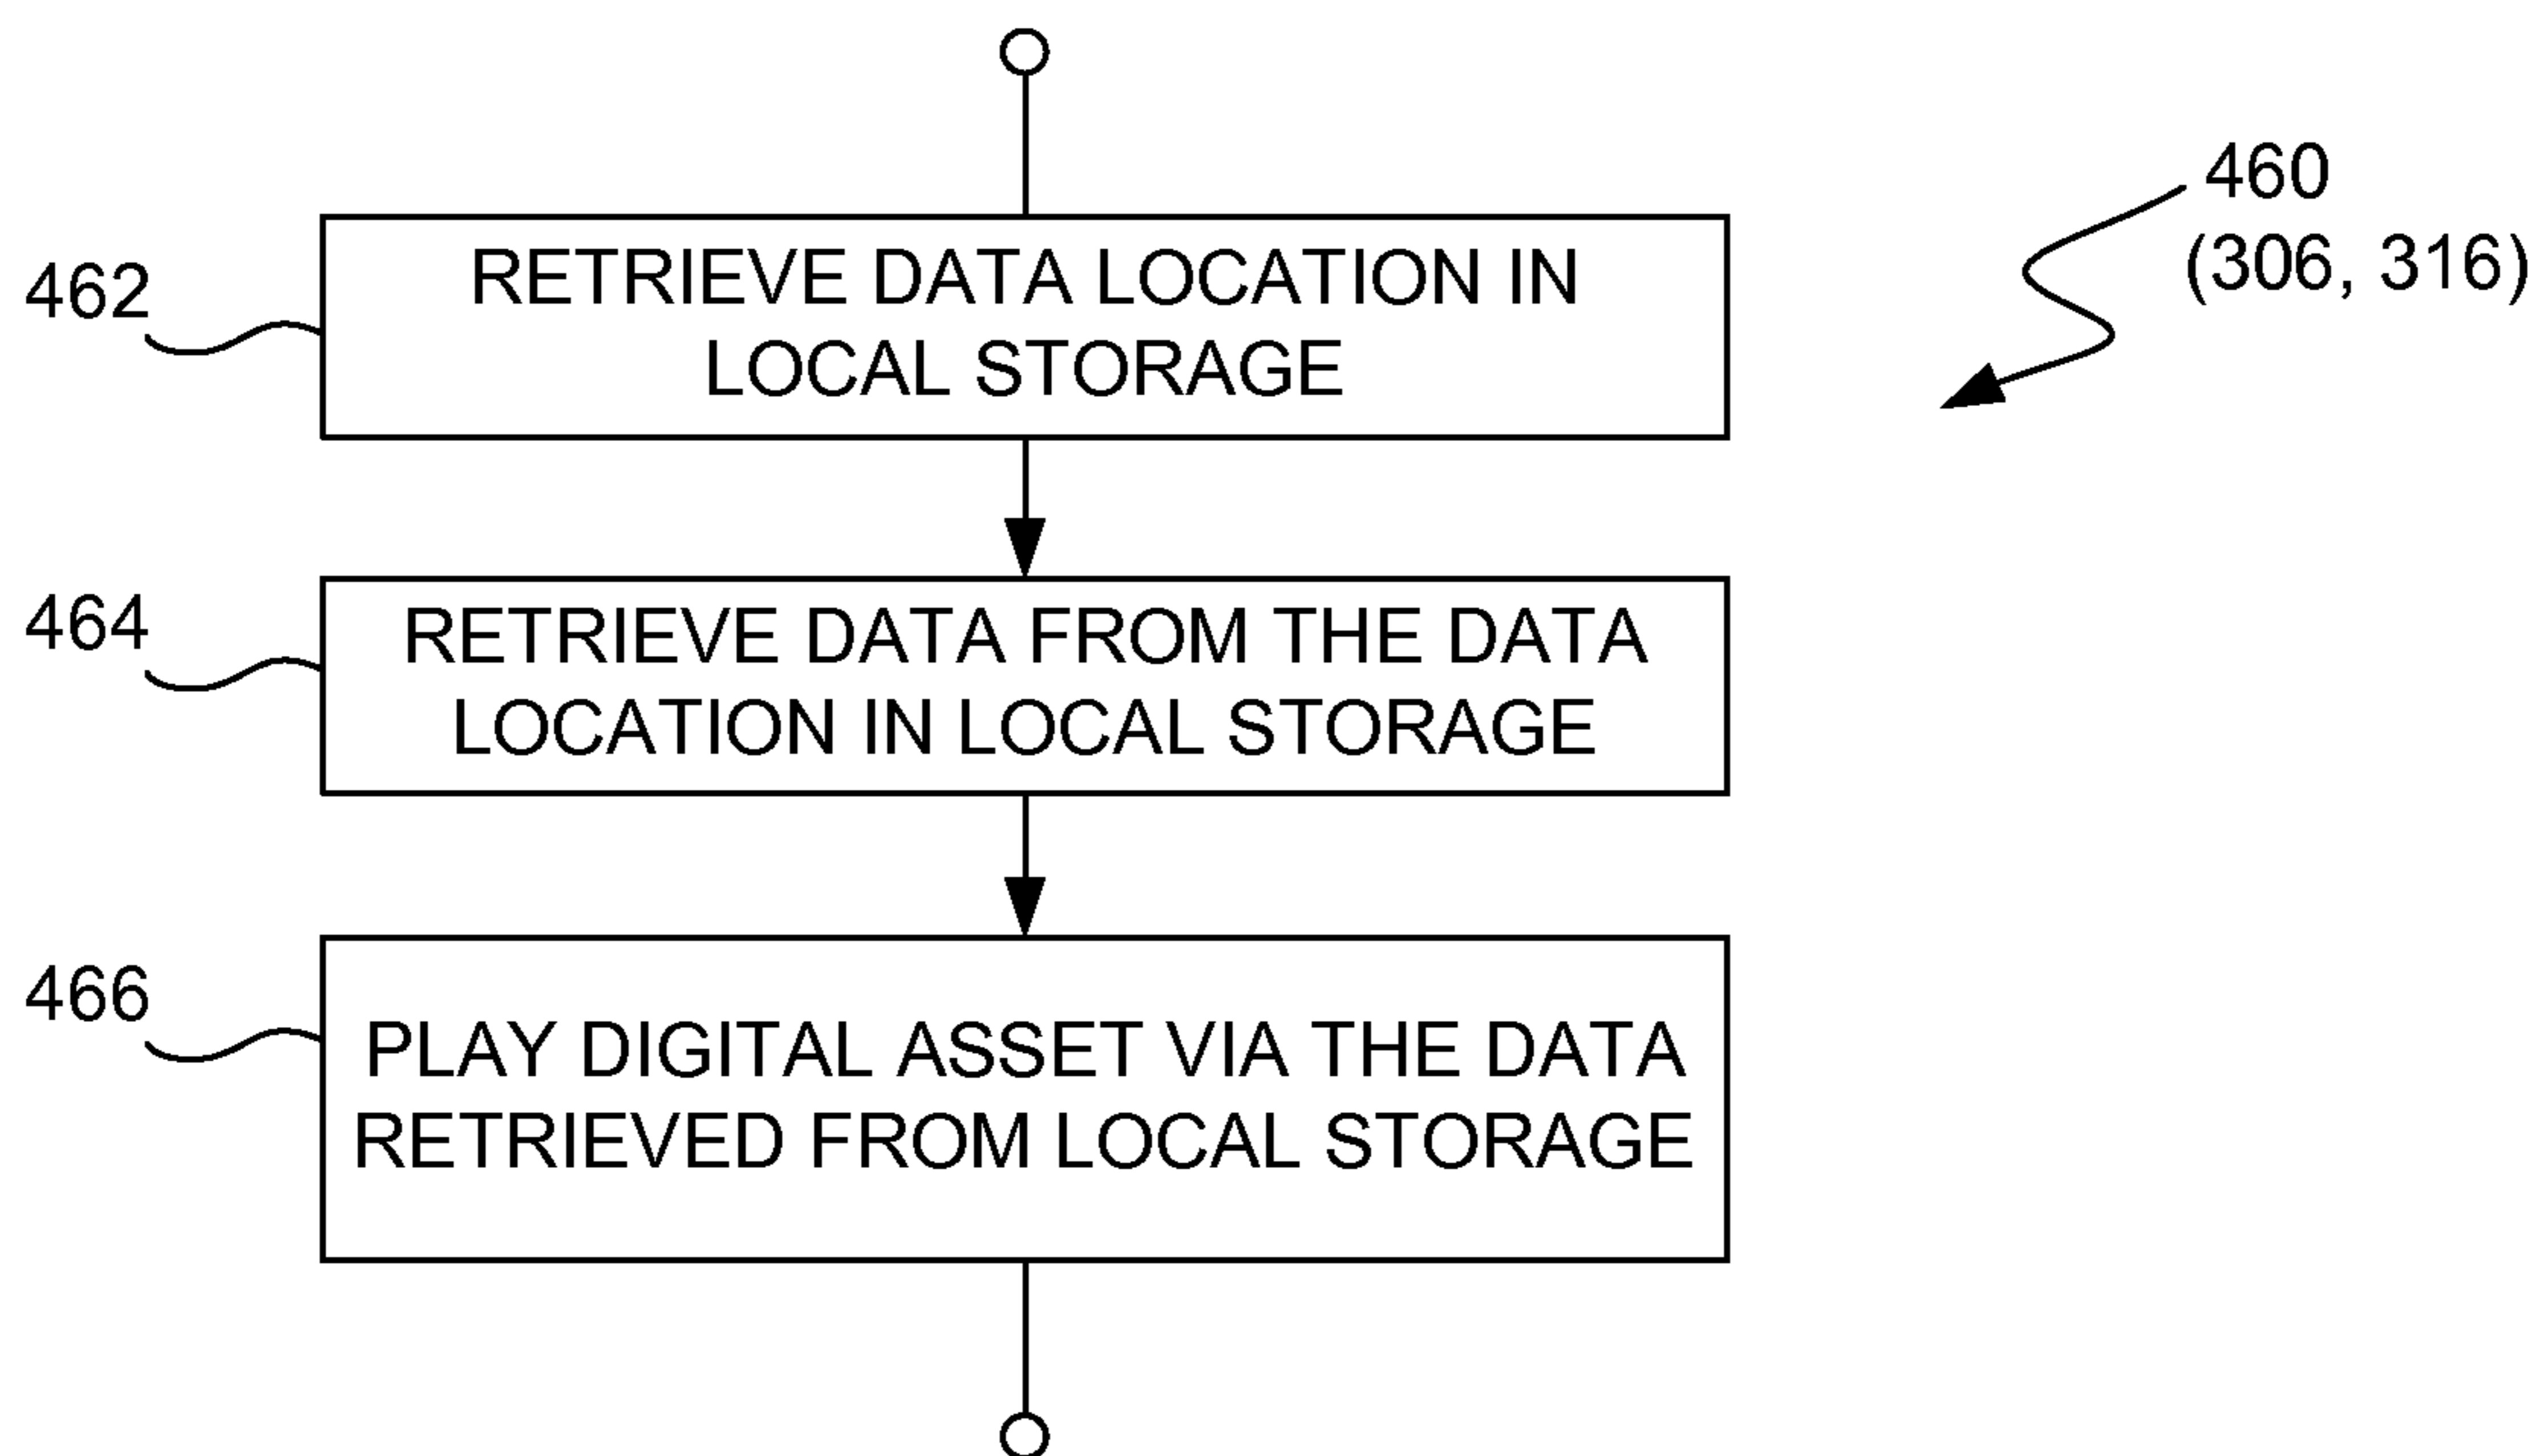 460
(306, 316)
462
RETRIEVE DATA LOCATION IN
LOCAL STORAGE
464
RETRIEVE DATA FROM THE DATA
LOCATION IN LOCAL STORAGE
466
PLAY DIGITAL ASSET VIA THE DATA
RETRIEVED FROM LOCAL STORAGE